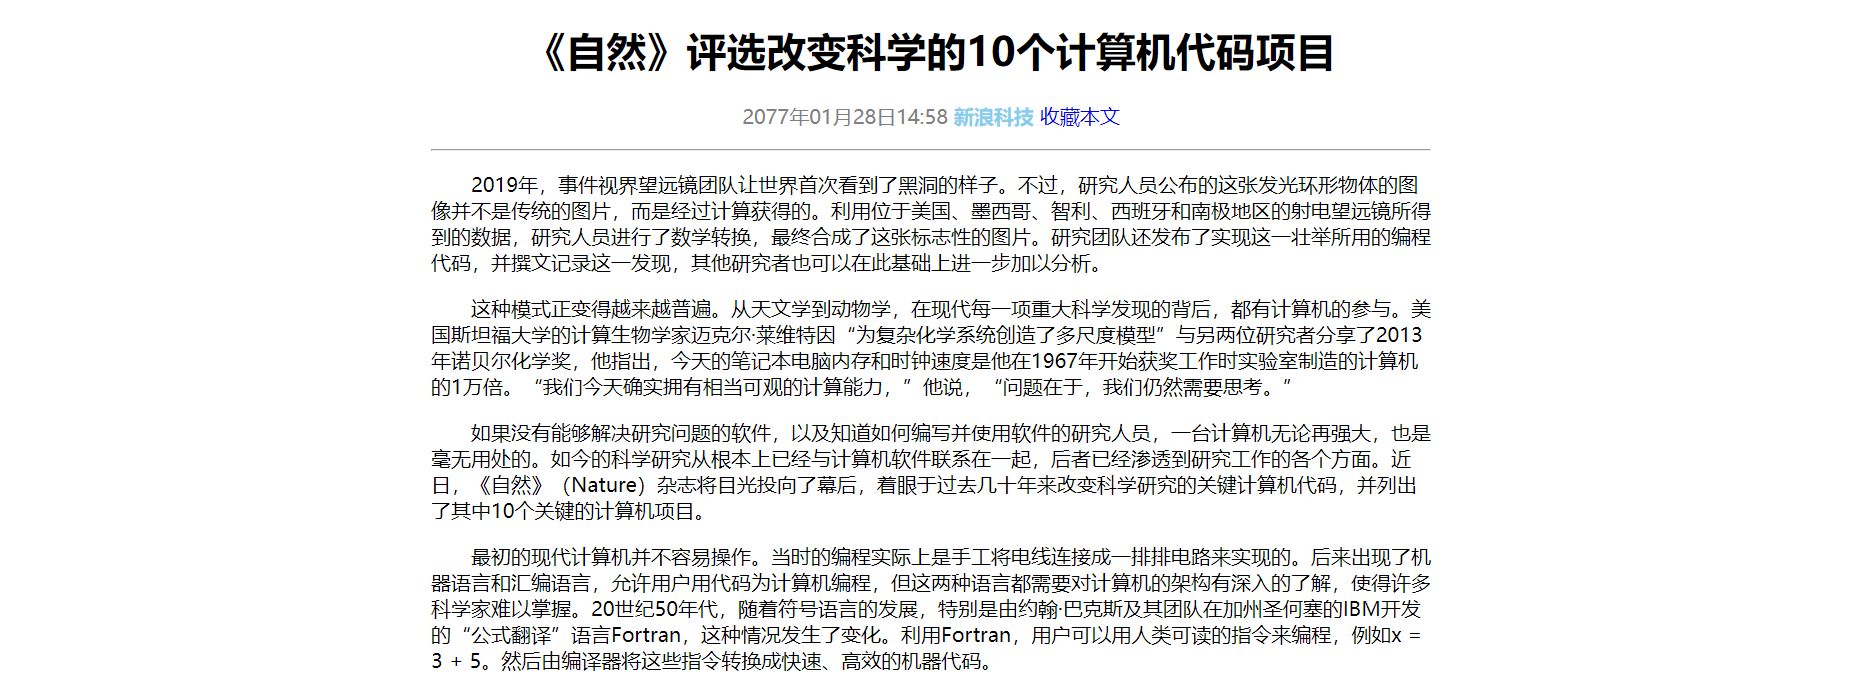 《自然》评选改变科学的10个计算机代码项目
2077年01月28日14:58 新浪科技 收藏本文
2019年，事件视界望远镜团队让世界首次看到了黑洞的样子。不过，研究人员公布的这张发光环形物体的图
像并不是传统的图片，而是经过计算获得的。利用位于美国、墨西哥、智利、西班牙和南极地区的射电望远镜所得
到的数据，研究人员进行了数学转换，最终合成了这张标志性的图片。研究团队还发布了实现这一壮举所用的编程
代码，并撰文记录这一发现，其他研究者也可以在此基础上进一步加以分析。
这种模式正变得越来越普遍。从天文学到动物学，在现代每一项重大科学发现的背后，都有计算机的参与。美
国斯坦福大学的计算生物学家迈克尔·莱维特因“为复杂化学系统创造了多尺度模型”与另两位研究者分享了2013
年诺贝尔化学奖，他指出，今天的笔记本电脑内存和时钟速度是他在1967年开始获奖工作时实验室制造的计算机
的1万倍。“我们今天确实拥有相当可观的计算能力，”他说，“问题在于，我们仍然需要思考。”
如果没有能够解决研究问题的软件，以及知道如何编写并使用软件的研究人员，一台计算机无论再强大，也是
毫无用处的。如今的科学研究从根本上已经与计算机软件联系在一起，后者已经渗透到研究工作的各个方面。近
日，《自然》（Nature）杂志将目光投向了幕后，着眼于过去几十年来改变科学研究的关键计算机代码，并列出
了其中10个关键的计算机项目。
最初的现代计算机并不容易操作。当时的编程实际上是手工将电线连接成一排排电路来实现的。后来出现了机
器语言和汇编语言，允许用户用代码为计算机编程，但这两种语言都需要对计算机的架构有深入的了解，使得许多
科学家难以掌握。20世纪50年代，随着符号语言的发展，特别是由约翰·巴克斯及其团队在加州圣何塞的IBM开发
的“公式翻译”语言Fortran，这种情况发生了变化。利用Fortran，用户可以用人类可读的指令来编程，例如x =
3 + 5。然后由编译器将这些指令转换成快速、高效的机器代码。